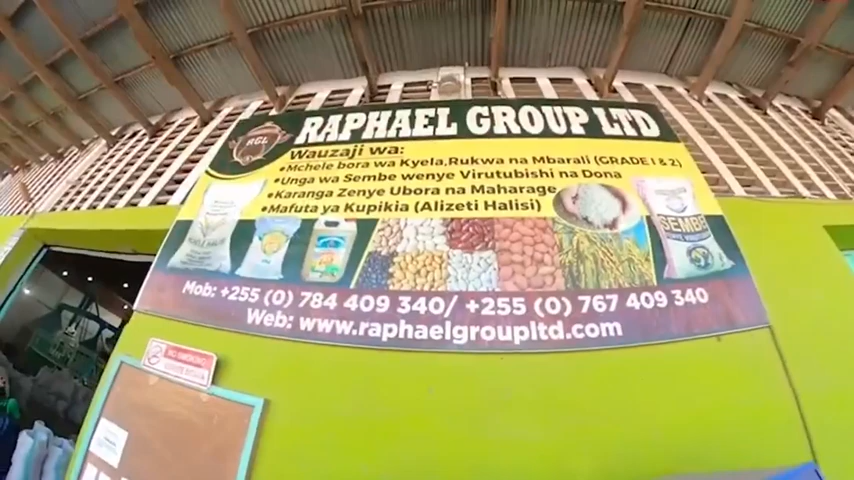 RAPHAEL GROUP LTD
RGL
Wauzaji wa:
•Mchele bora wa Kyela,Rukwa na Mbarali (GRADE 1 & 2)
•Unga wa Sembe wenye Virutubishi na Dona
•Karanga Zenye Ubora na Maharage
•Mafuta ya Kupikia (Alizeti Halisi)
SEMBE
Mob: +255 (0) 784 409 340/ +255 (0) 767 409 340
Web: www.raphaelgroupltd.com
NO SMOKING